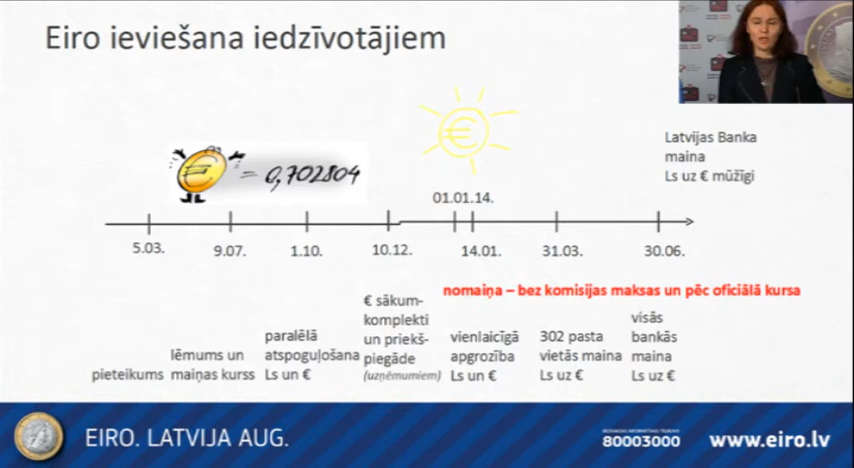 Eiro ieviešana iedzīvotājiem
€ = 0,702804
€
Latvijas Banka
maina
Ls uz € mūžīgi
01.01.14.
5.03.
9.07.
1.10.
10.12.
14.01.
31.03.
30.06.
nomaiņa – bez komisijas maksas un pēc oficiālā kursa
pieteikums
lēmums un
maiņas kurss
paralēlā
atspoguļošana
Ls un €
€ sākum-
komplekti
un priekš-
piegāde
(uzņēmumiem)
vienlaicīgā
apgrozība
Ls un €
302 pasta
vietās maina
Ls uz €
visās
bankās
maina
Ls uz €
EIRO. LATVIJA AUG.
80003000
www.eiro.lv